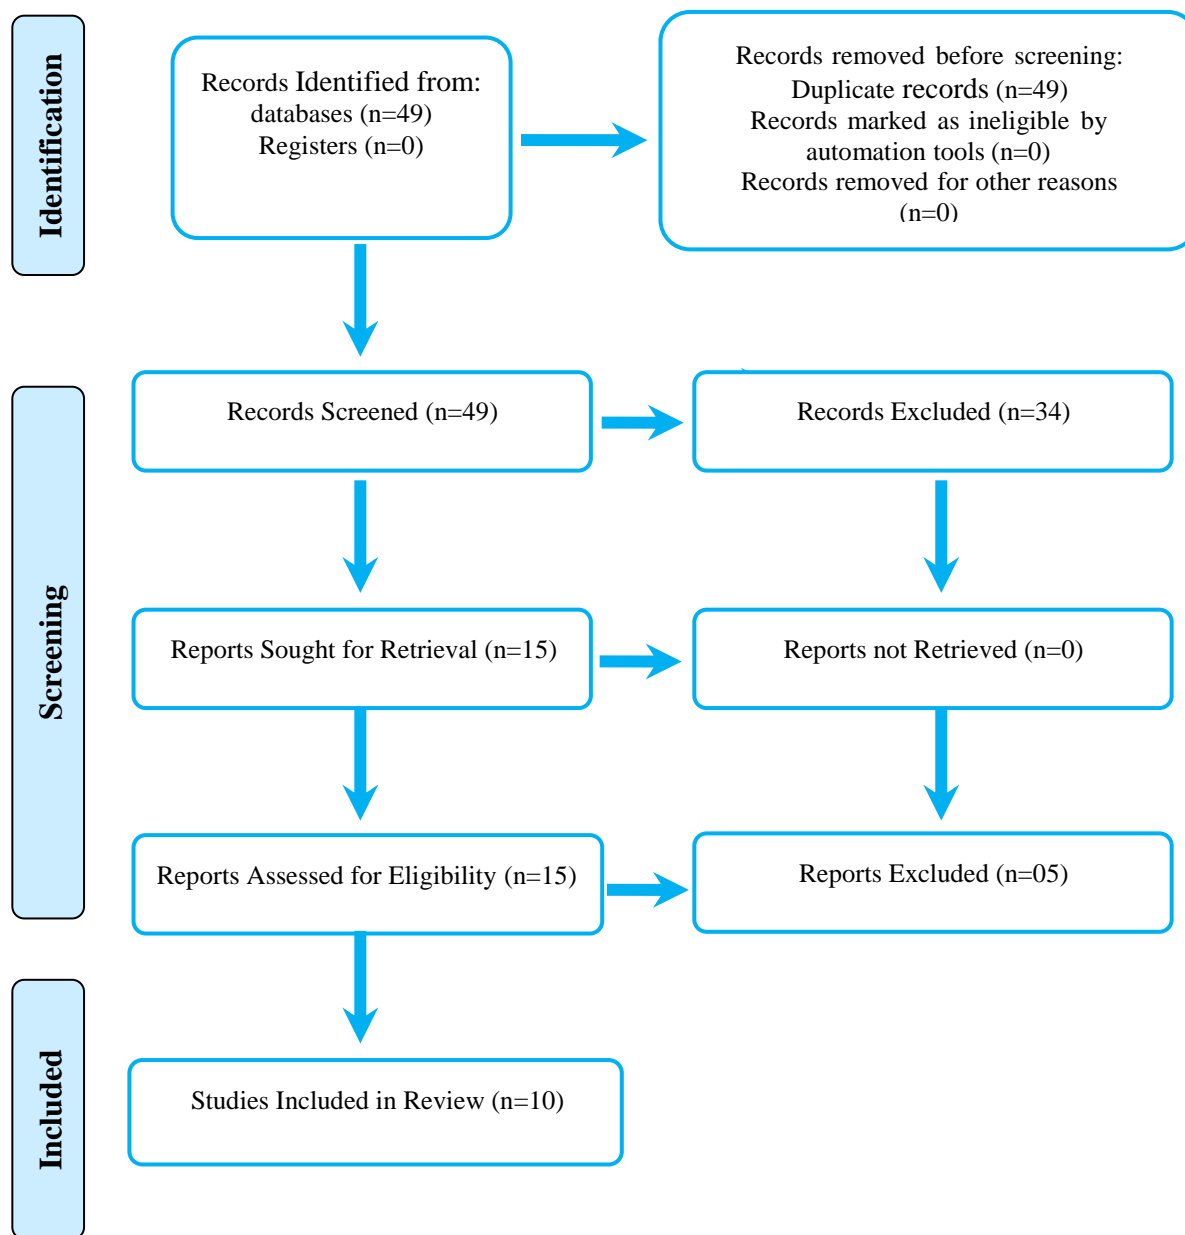 Identification
Records Identified from:
databases (n=49)
Registers (n=0)
Records removed before screening:
Duplicate records (n=49)
Records marked as ineligible by
automation tools (n=0)
Records removed for other reasons
(n=0)
Screening
Records Screened (n=49)
Records Excluded (n=34)
Reports Sought for Retrieval (n=15)
Reports not Retrieved (n=0)
Reports Assessed for Eligibility (n=15)
Reports Excluded (n=05)
Included
Studies Included in Review (n=10)